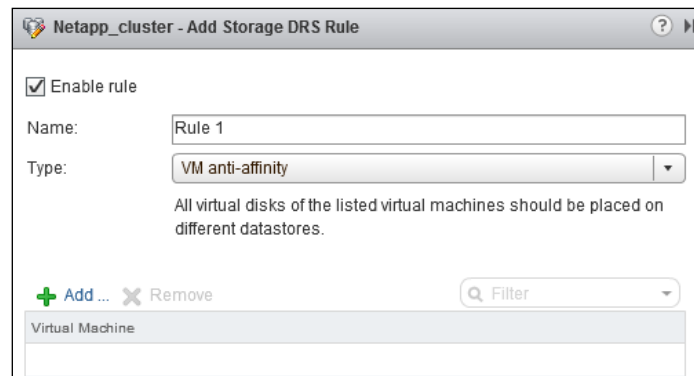 Netapp_cluster - Add Storage DRS Rule ?
Enable rule
Name: Rule 1
Type: VM anti-affinity
All virtual disks of the listed virtual machines should be placed on
different datastores.
Add ... Remove Filter
Virtual Machine